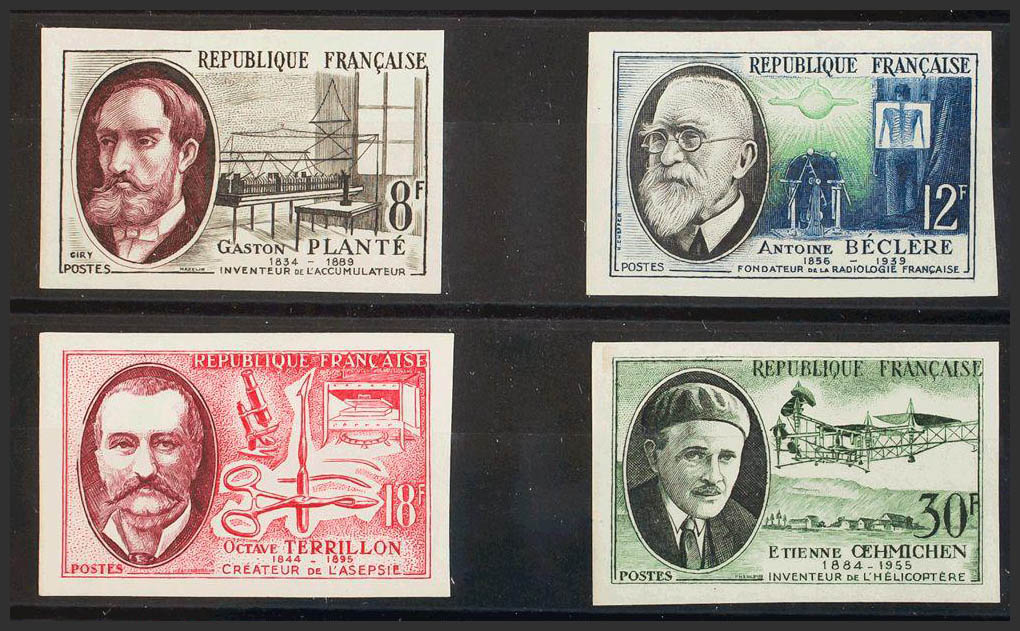 REPUBLIQUE FRANÇAISE
8F
GASTON PLANTÉ
1834 - 1889
INVENTEUR DE L'ACCUMULATEUR
CIRY
POSTES
REPUBLIQUE FRANÇAISE
12F
ANTOINE BÉCLÈRE
1856 - 1939
FONDATEUR DE LA RADIOLOGIE FRANÇAISE
POSTES
REPUBLIQUE FRANÇAISE
18F
OCTAVE TERRILLON
1844 - 1895
CRÉATEUR DE L'ASEPSIE
POSTES
REPUBLIQUE FRANÇAISE
30F
ETIENNE ŒHMICHEN
1884 - 1955
INVENTEUR DE L'HÉLICOPTÈRE
POSTES